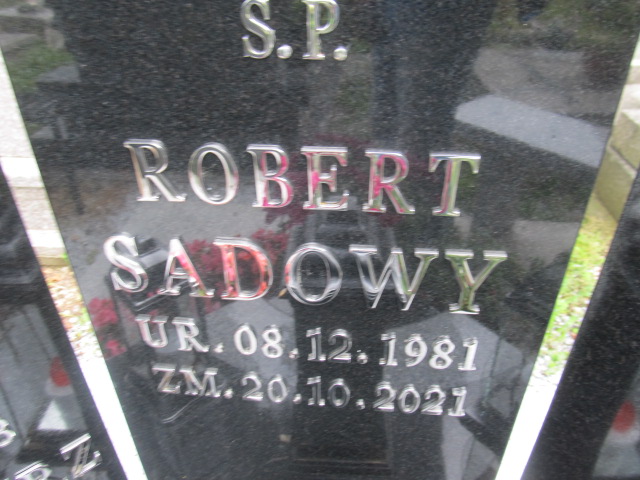 S.P.
ROBERT
SADOWY
UR.08.12.1981
ZM.20.10.2021